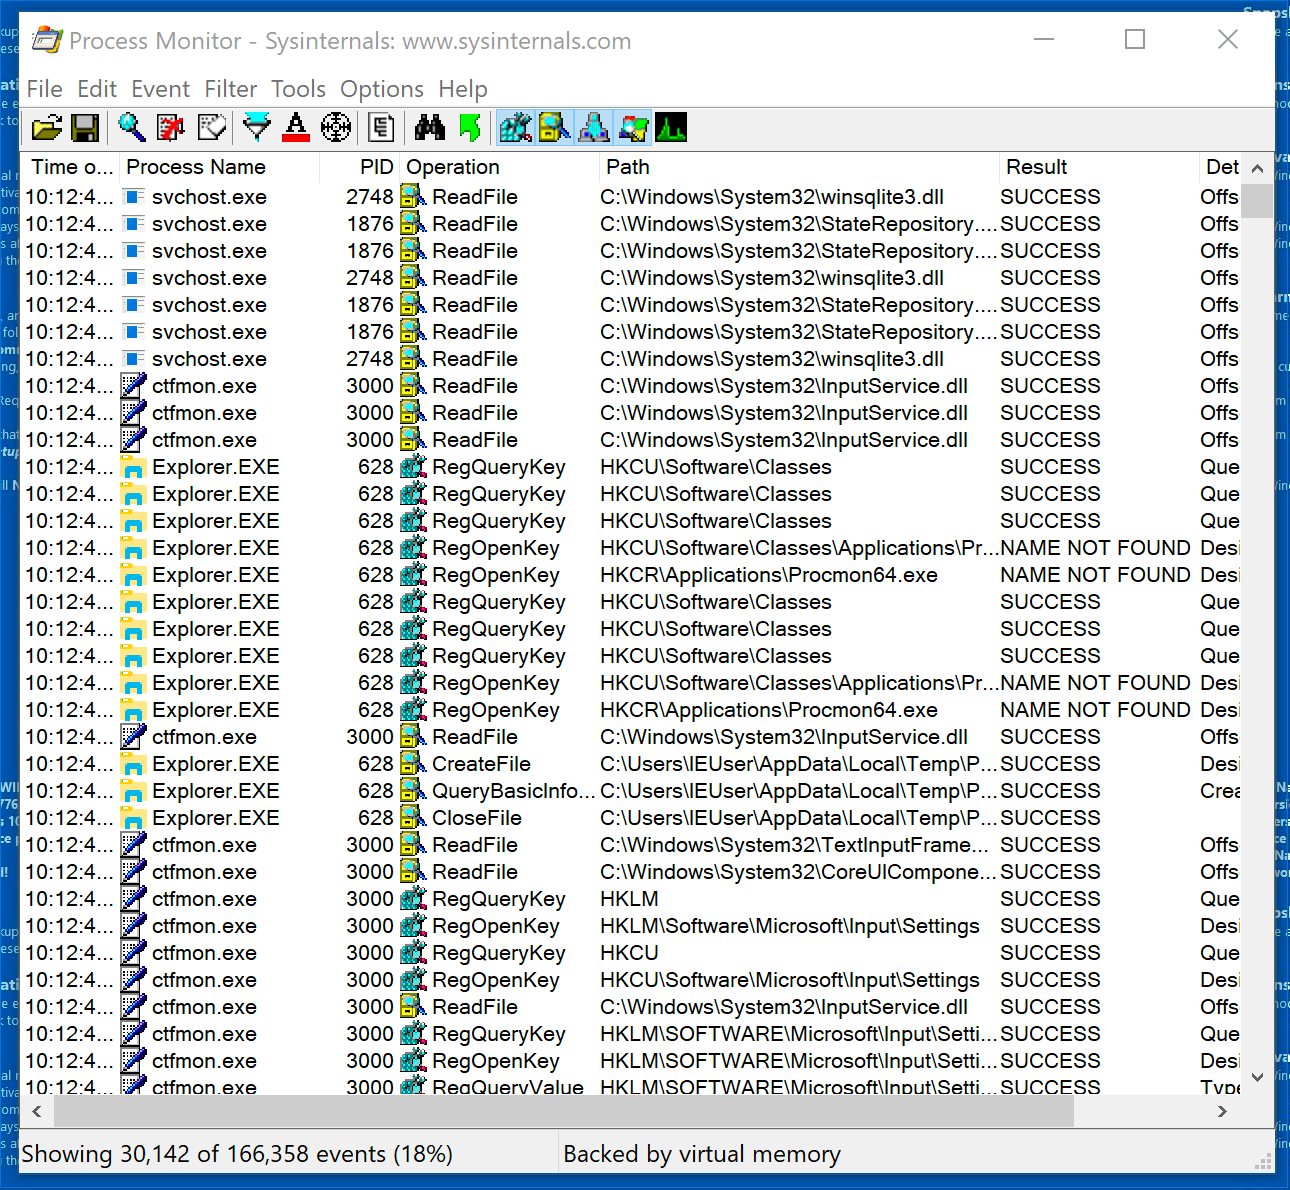 Process Monitor - Sysinternals: www.sysinternals.com
File Edit Event Filter Tools Options Help
Time o... Process Name PID Operation Path Result Det
10:12:4... svchost.exe 2748 ReadFile C:\Windows\System32\winsqlite3.dll SUCCESS Offs
10:12:4... svchost.exe 1876 ReadFile C:\Windows\System32\StateRepository.... SUCCESS Offs
10:12:4... svchost.exe 1876 ReadFile C:\Windows\System32\StateRepository.... SUCCESS Offs
10:12:4... svchost.exe 2748 ReadFile C:\Windows\System32\winsqlite3.dll SUCCESS Offs
10:12:4... svchost.exe 1876 ReadFile C:\Windows\System32\StateRepository.... SUCCESS Offs
10:12:4... svchost.exe 1876 ReadFile C:\Windows\System32\StateRepository.... SUCCESS Offs
10:12:4... svchost.exe 2748 ReadFile C:\Windows\System32\winsqlite3.dll SUCCESS Offs
10:12:4... ctfmon.exe 3000 ReadFile C:\Windows\System32\InputService.dll SUCCESS Offs
10:12:4... ctfmon.exe 3000 ReadFile C:\Windows\System32\InputService.dll SUCCESS Offs
10:12:4... ctfmon.exe 3000 ReadFile C:\Windows\System32\InputService.dll SUCCESS Offs
10:12:4... Explorer.EXE 628 RegQueryKey HKCU\Software\Classes SUCCESS Que
10:12:4... Explorer.EXE 628 RegQueryKey HKCU\Software\Classes SUCCESS Que
10:12:4... Explorer.EXE 628 RegQueryKey HKCU\Software\Classes SUCCESS Que
10:12:4... Explorer.EXE 628 RegOpenKey HKCU\Software\Classes\Applications\Pr... NAME NOT FOUND Desi
10:12:4... Explorer.EXE 628 RegOpenKey HKCR\Applications\Procmon64.exe NAME NOT FOUND Desi
10:12:4... Explorer.EXE 628 RegQueryKey HKCU\Software\Classes SUCCESS Que
10:12:4... Explorer.EXE 628 RegQueryKey HKCU\Software\Classes SUCCESS Que
10:12:4... Explorer.EXE 628 RegQueryKey HKCU\Software\Classes SUCCESS Que
10:12:4... Explorer.EXE 628 RegOpenKey HKCU\Software\Classes\Applications\Pr... NAME NOT FOUND Desi
10:12:4... Explorer.EXE 628 RegOpenKey HKCR\Applications\Procmon64.exe NAME NOT FOUND Desi
10:12:4... ctfmon.exe 3000 ReadFile C:\Windows\System32\InputService.dll SUCCESS Offs
10:12:4... Explorer.EXE 628 CreateFile C:\Users\IEUser\AppData\Local\Temp\P... SUCCESS Desi
10:12:4... Explorer.EXE 628 QueryBasicInfo... C:\Users\IEUser\AppData\Local\Temp\P... SUCCESS Crea
10:12:4... Explorer.EXE 628 CloseFile C:\Users\IEUser\AppData\Local\Temp\P... SUCCESS
10:12:4... ctfmon.exe 3000 ReadFile C:\Windows\System32\TextInputFrame... SUCCESS Offs
10:12:4... ctfmon.exe 3000 ReadFile C:\Windows\System32\CoreUICompone... SUCCESS Offs
10:12:4... ctfmon.exe 3000 RegQueryKey HKLM SUCCESS Que
10:12:4... ctfmon.exe 3000 RegOpenKey HKLM\Software\Microsoft\Input\Settings SUCCESS Desi
10:12:4... ctfmon.exe 3000 RegQueryKey HKCU SUCCESS Que
10:12:4... ctfmon.exe 3000 RegOpenKey HKCU\Software\Microsoft\Input\Settings SUCCESS Desi
10:12:4... ctfmon.exe 3000 ReadFile C:\Windows\System32\InputService.dll SUCCESS Offs
10:12:4... ctfmon.exe 3000 RegQueryKey HKLM\SOFTWARE\Microsoft\Input\Setti... SUCCESS Que
10:12:4... ctfmon.exe 3000 RegOpenKey HKLM\SOFTWARE\Microsoft\Input\Setti... SUCCESS Desi
10:12:4... ctfmon.exe 3000 RegQueryValue HKLM\SOFTWARE\Microsoft\Input\Setti... SUCCESS Type
Showing 30,142 of 166,358 events (18%) Backed by virtual memory